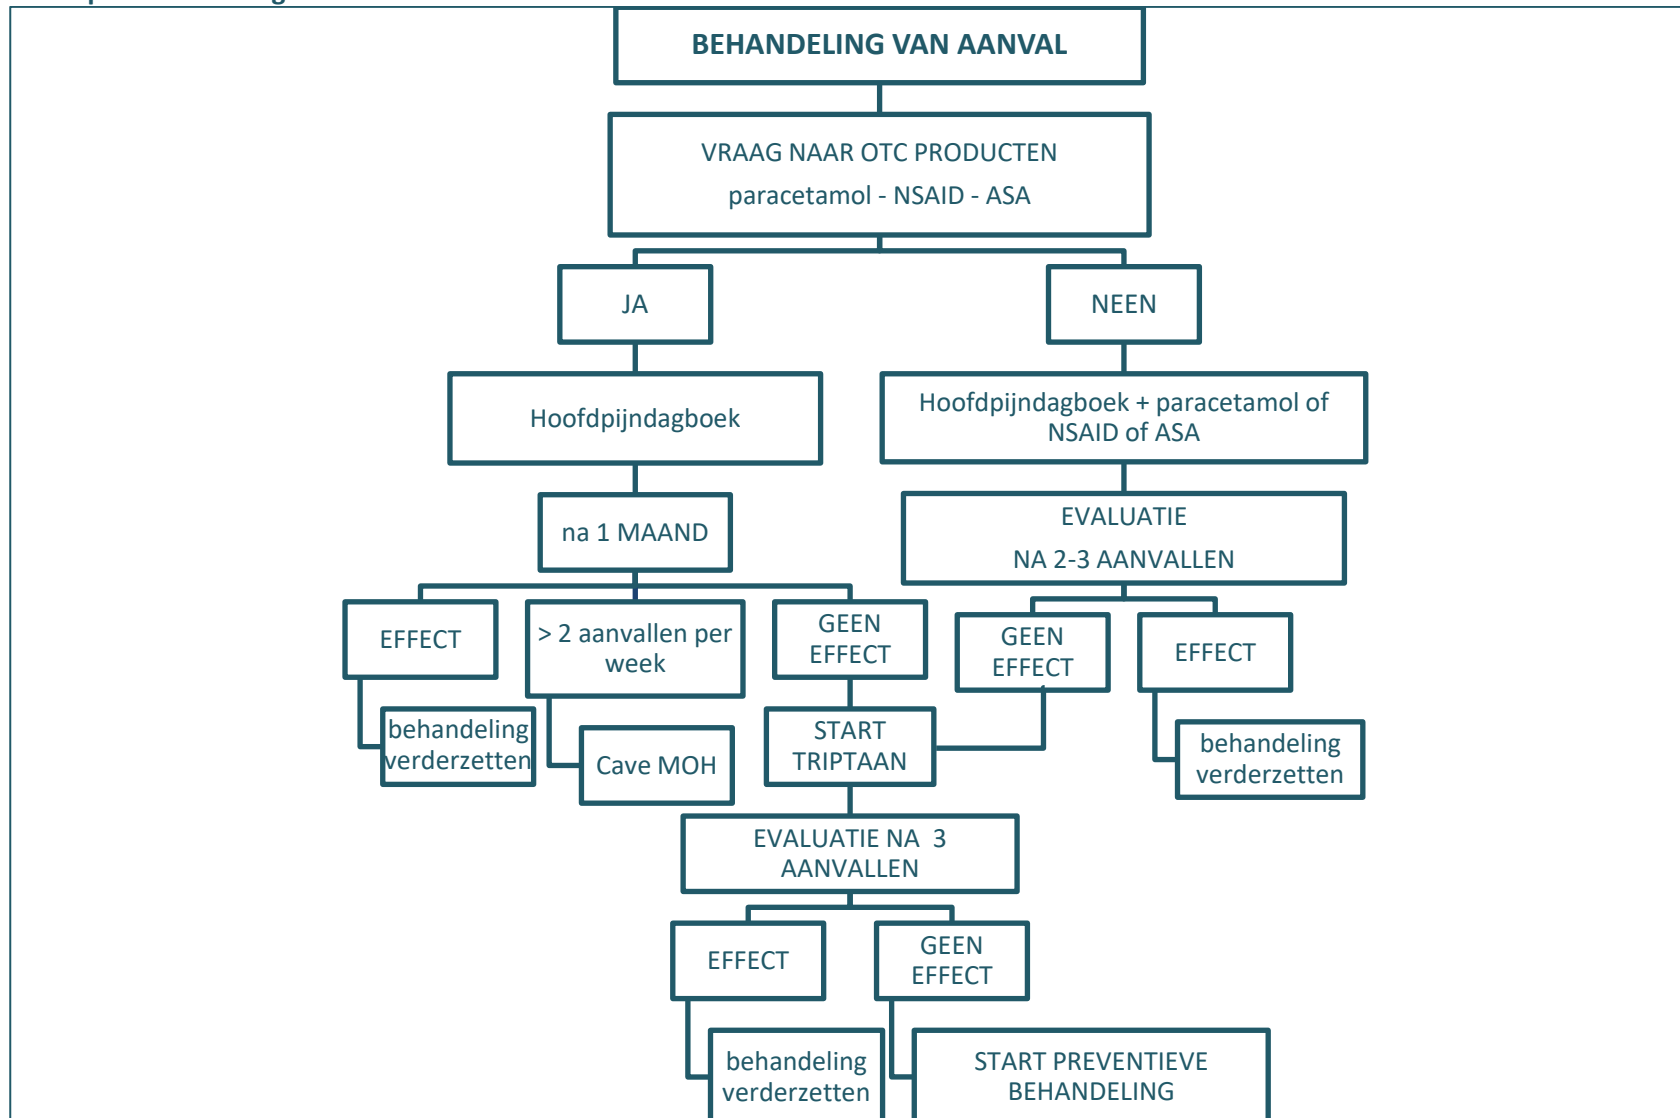 BEHANDELING VAN AANVAL
VRAAG NAAR OTC PRODUCTEN
paracetamol - NSAID - ASA
JA
NEEN
Hoofdpijndagboek
Hoofdpijndagboek + paracetamol of
NSAID of ASA
na 1 MAAND
EVALUATIE
NA 2-3 AANVALLEN
EFFECT
> 2 aanvallen per
week
GEEN
EFFECT
GEEN
EFFECT
EFFECT
behandeling
verderzetten
Cave MOH
START
TRIPTAAN
behandeling
verderzetten
EVALUATIE NA  3
AANVALLEN
EFFECT
GEEN
EFFECT
behandeling
verderzetten
START PREVENTIEVE
BEHANDELING